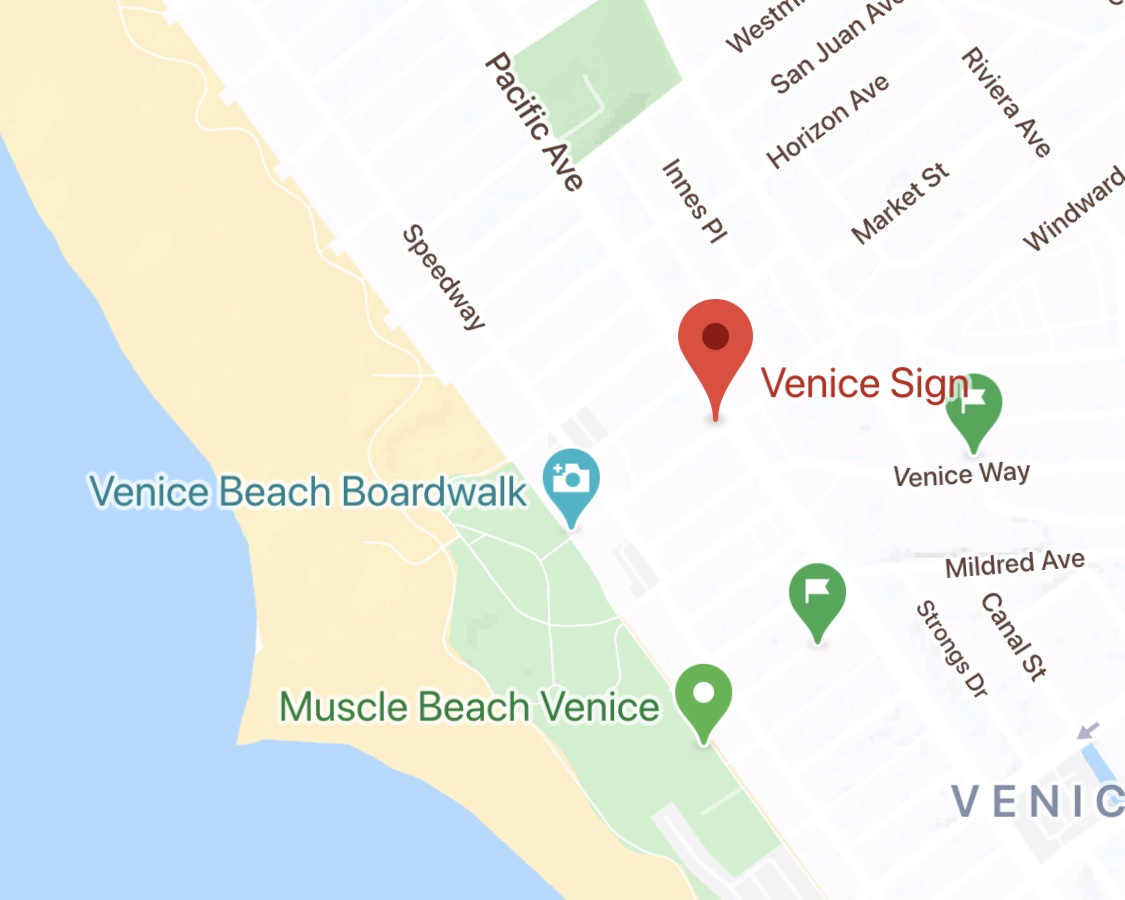 Westmi
San Juan Ave
Pacific Ave
Horizon Ave
Riviera Ave
Innes Pl
Market St
Windward
Speedway
Venice Sign
Venice Way
Venice Beach Boardwalk
Mildred Ave
Strongs Dr
Canal St
Muscle Beach Venice
VENIC